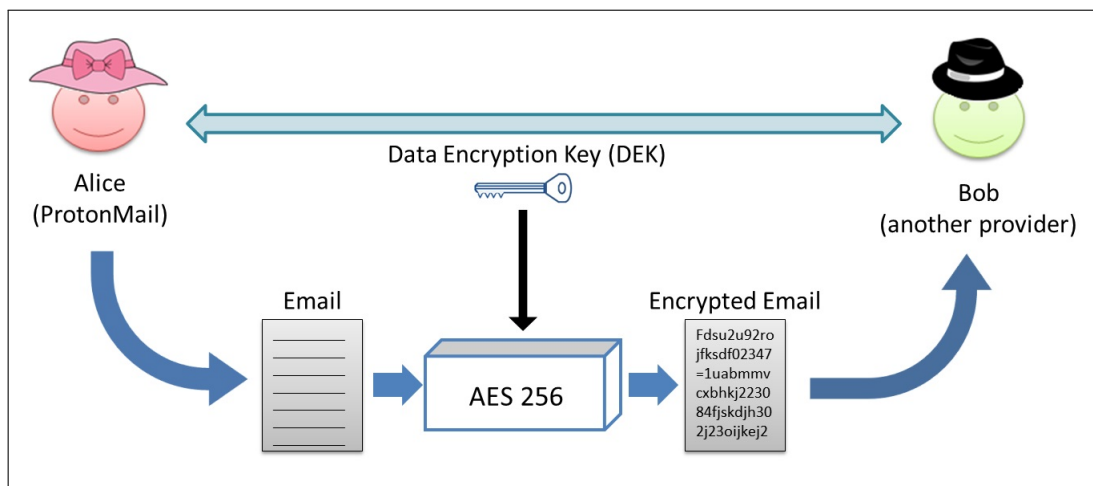 Data Encryption Key (DEK)
Alice
(ProtonMail)
Bob
(another provider)
Email
AES 256
Encrypted Email
Fdsu2u92ro
jfksdf02347
=1uabmmv
cxbhkj2230
84fjskdjh30
2j23oijkej2